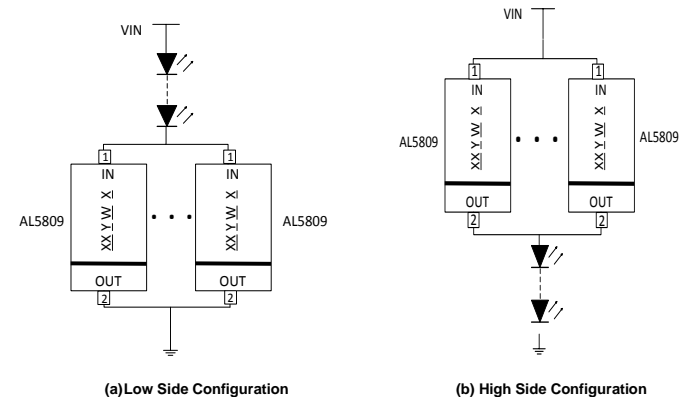 VIN
1
1
IN
IN
XX Y W X
XX Y W X
AL5809
AL5809
OUT
OUT
2
2
(a)Low Side Configuration
VIN
1
1
IN
IN
XX Y W X
XX Y W X
AL5809
AL5809
OUT
OUT
2
2
(b) High Side Configuration